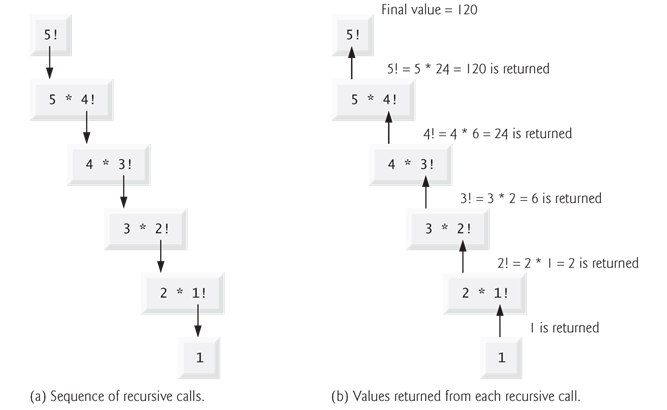 5!
5 * 4!
4 * 3!
3 * 2!
2 * 1!
1
(a) Sequence of recursive calls.
Final value = 120
5!
5! = 5 * 24 = 120 is returned
5 * 4!
4! = 4 * 6 = 24 is returned
4 * 3!
3! = 3 * 2 = 6 is returned
3 * 2!
2! = 2 * 1 = 2 is returned
2 * 1!
1 is returned
1
(b) Values returned from each recursive call.